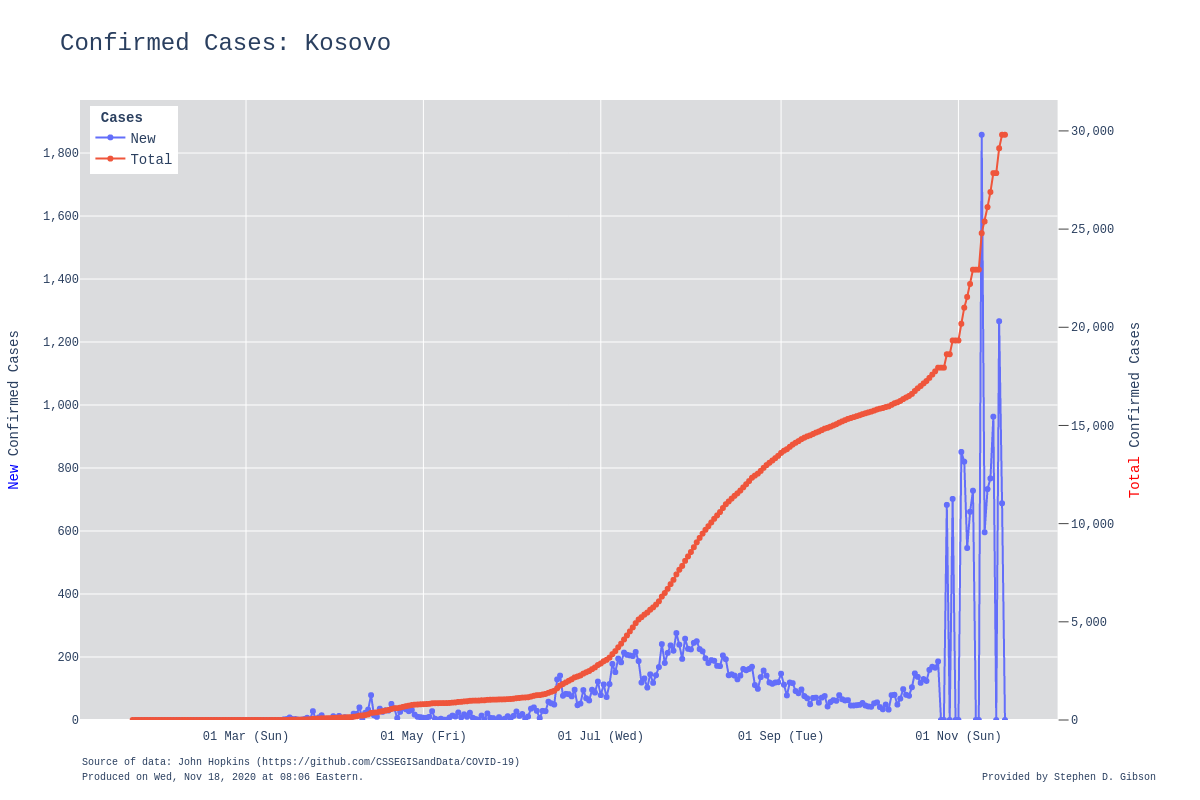 Confirmed Cases: Kosovo
Cases
New
Total
1,800
1,600
1,400
1,200
1,000
800
600
400
200
0
30,000
25,000
20,000
15,000
10,000
5,000
0
New Confirmed Cases
Total Confirmed Cases
01 Mar (Sun)
01 May (Fri)
01 Jul (Wed)
01 Sep (Tue)
01 Nov (Sun)
Source of data: John Hopkins (https://github.com/CSSEGISandData/COVID-19)
Produced on Wed, Nov 18, 2020 at 08:06 Eastern.
Provided by Stephen D. Gibson